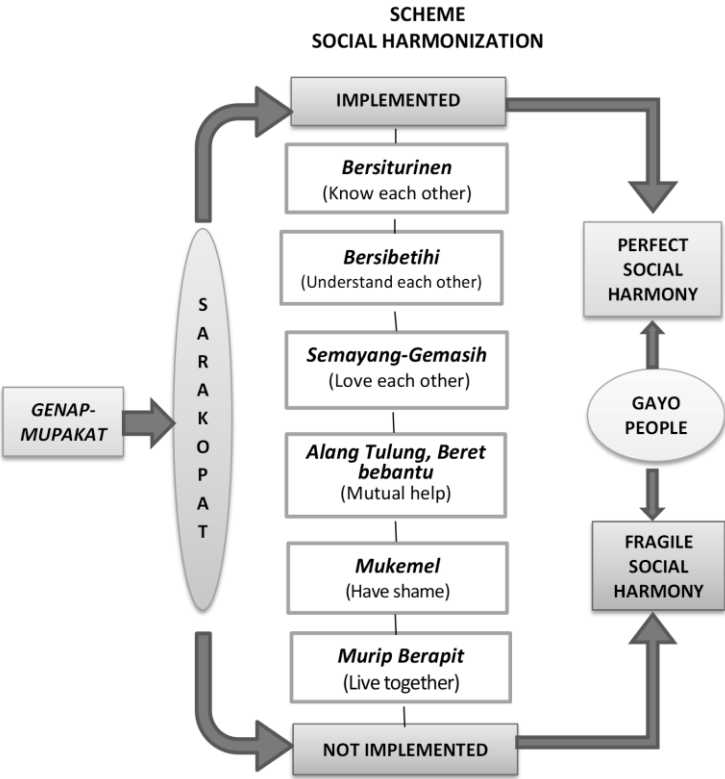 SCHEME
SOCIAL HARMONIZATION
IMPLEMENTED
Bersiturinen
(Know each other)
Bersibetihi
(Understand each other)
Semayang-Gemasih
(Love each other)
Alang Tulung, Beret
bebantu
(Mutual help)
Mukemel
(Have shame)
Murip Berapit
(Live together)
NOT IMPLEMENTED
GENAP-
MUPAKAT
S
A
R
A
K
O
P
A
T
PERFECT
SOCIAL
HARMONY
GAYO
PEOPLE
FRAGILE
SOCIAL
HARMONY